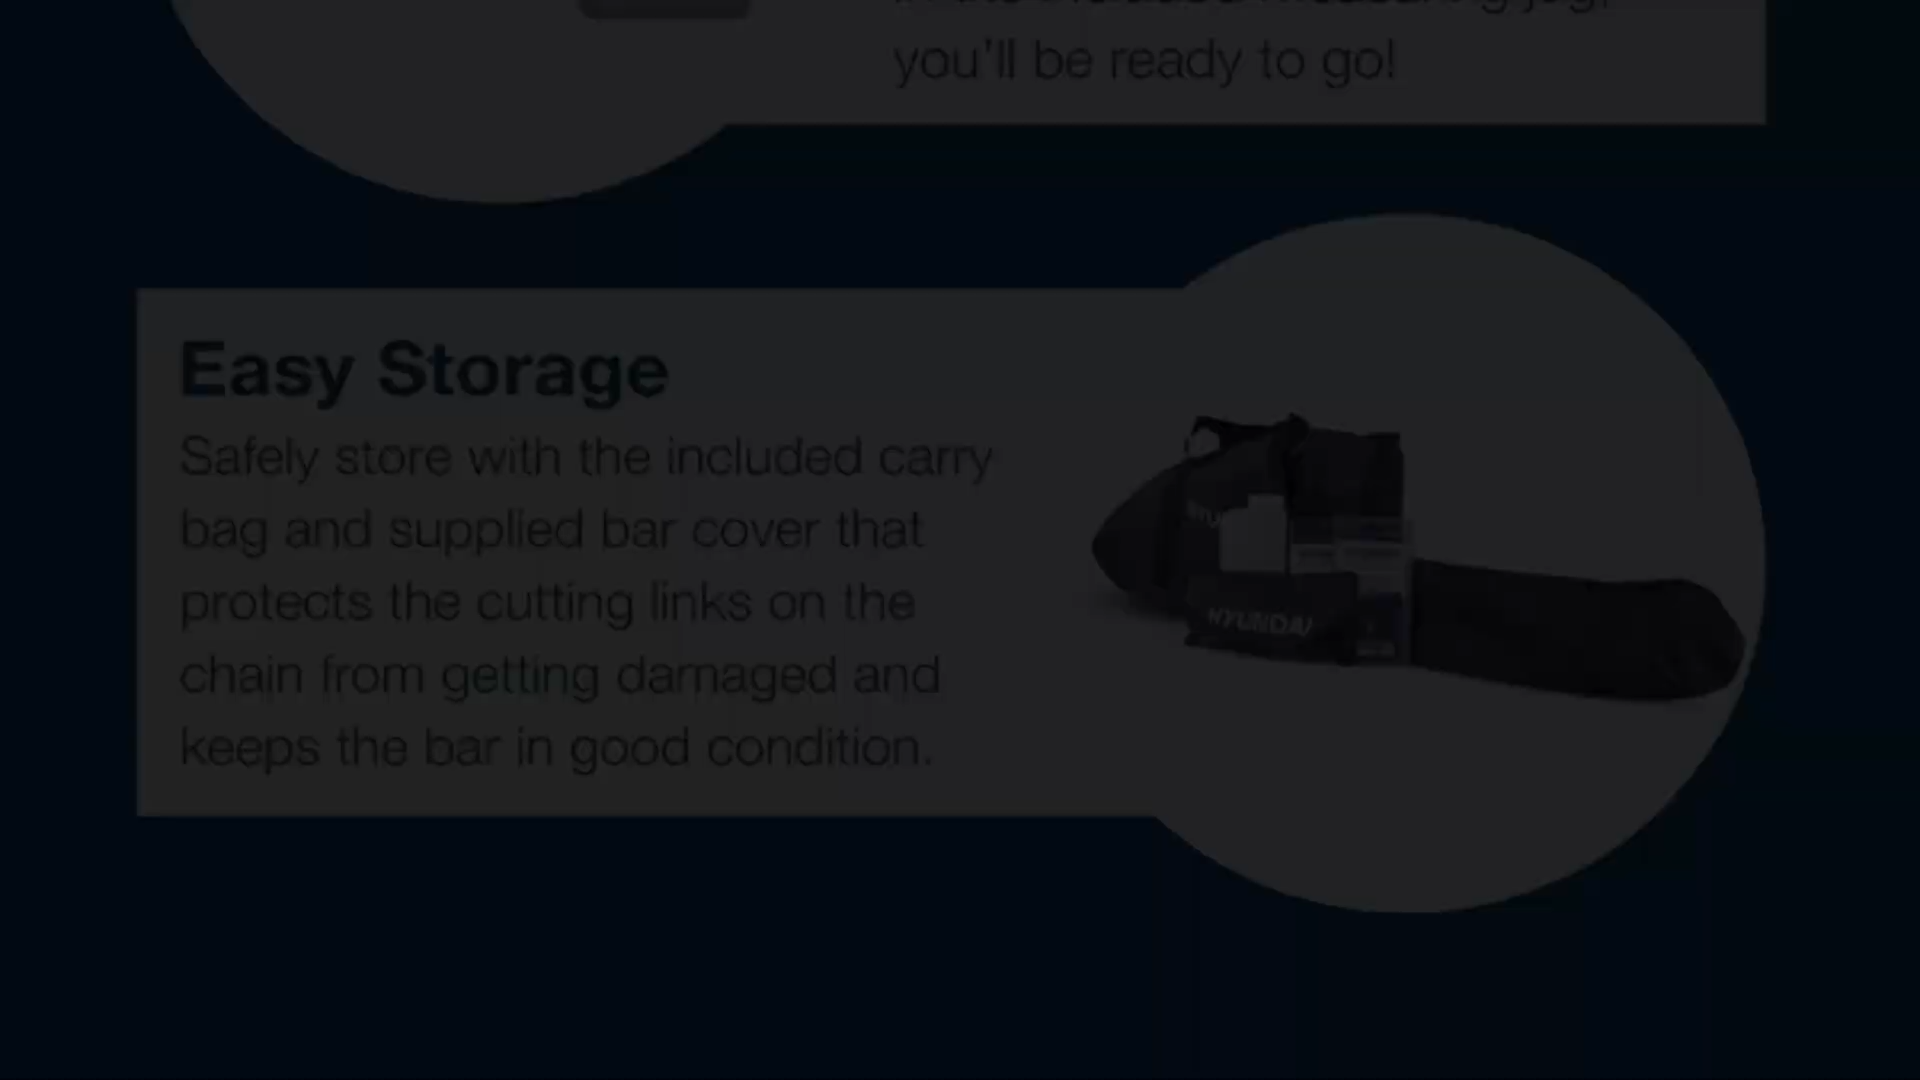 you'll be ready to go!
Easy Storage
Safely store with the included carry
bag and supplied bar cover that
protects the cutting links on the
chain from getting damaged and
keeps the bar in good condition.
HYUNDAI